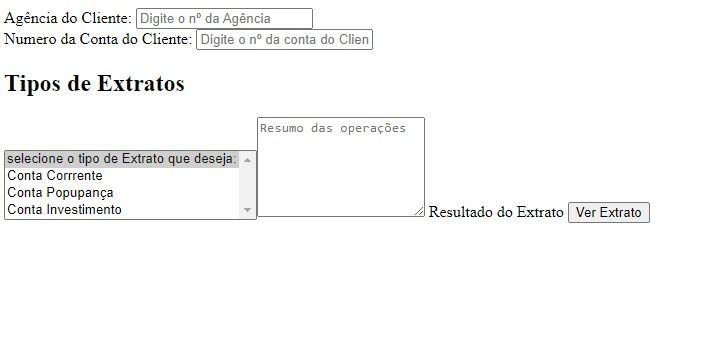 Agência do Cliente: Digite o nº da Agência
Numero da Conta do Cliente: Digite o nº da conta do Clien
Tipos de Extratos
Resumo das operações
selecione o tipo de Extrato que deseja:
Conta Corrrente
Conta Popupança
Conta Investimento
Resultado do Extrato Ver Extrato